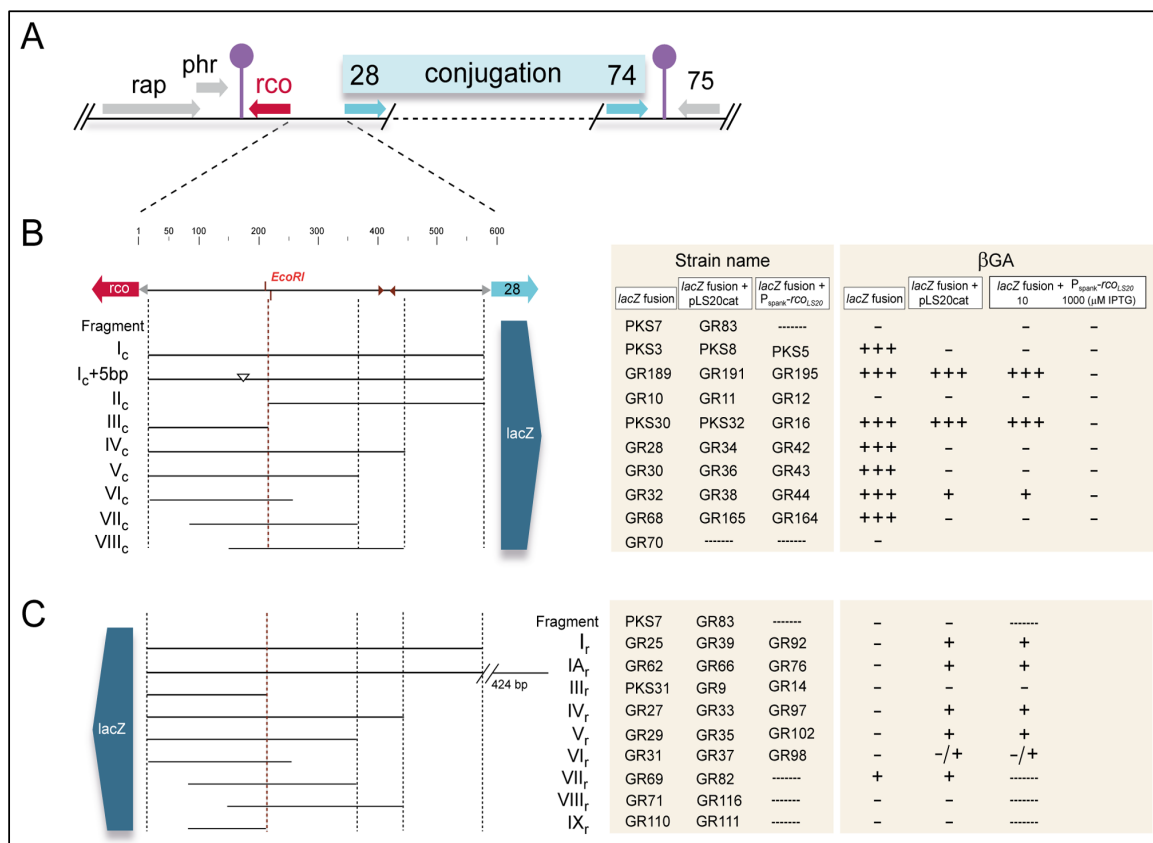 A
rap
phr
rco
28
conjugation
74
75
B
1 50 100 200 300 400 500 600
EcoRI
rco
28
Fragment
Ic
Ic+5bp
IIc
IIIc
IVc
Vc
VIc
VIIc
VIIIc
lacZ
Strain name
βGA
lacZ fusion
lacZ fusion + pLS20cat
lacZ fusion + Pspank-rcoLS20
lacZ fusion
lacZ fusion + pLS20cat
lacZ fusion + Pspank-rcoLS20
10 1000 (μM IPTG)
PKS7 GR83 ------- – – –
PKS3 PKS8 PKS5 +++ – – –
GR189 GR191 GR195 +++ +++ +++ –
GR10 GR11 GR12 – – – –
PKS30 PKS32 GR16 +++ +++ +++ –
GR28 GR34 GR42 +++ – – –
GR30 GR36 GR43 +++ – – –
GR32 GR38 GR44 +++ + + –
GR68 GR165 GR164 +++ – – –
GR70 ------- ------- –
C
lacZ
424 bp
Fragment PKS7 GR83 ------- – – -------
Ir GR25 GR39 GR92 – + +
IAr GR62 GR66 GR76 – + +
IIIr PKS31 GR9 GR14 – – –
IVr GR27 GR33 GR97 – + +
Vr GR29 GR35 GR102 – + +
VIr GR31 GR37 GR98 – –/+ –/+
VIIr GR69 GR82 ------- + + -------
VIIIr GR71 GR116 ------- – – -------
IXr GR110 GR111 ------- – – -------